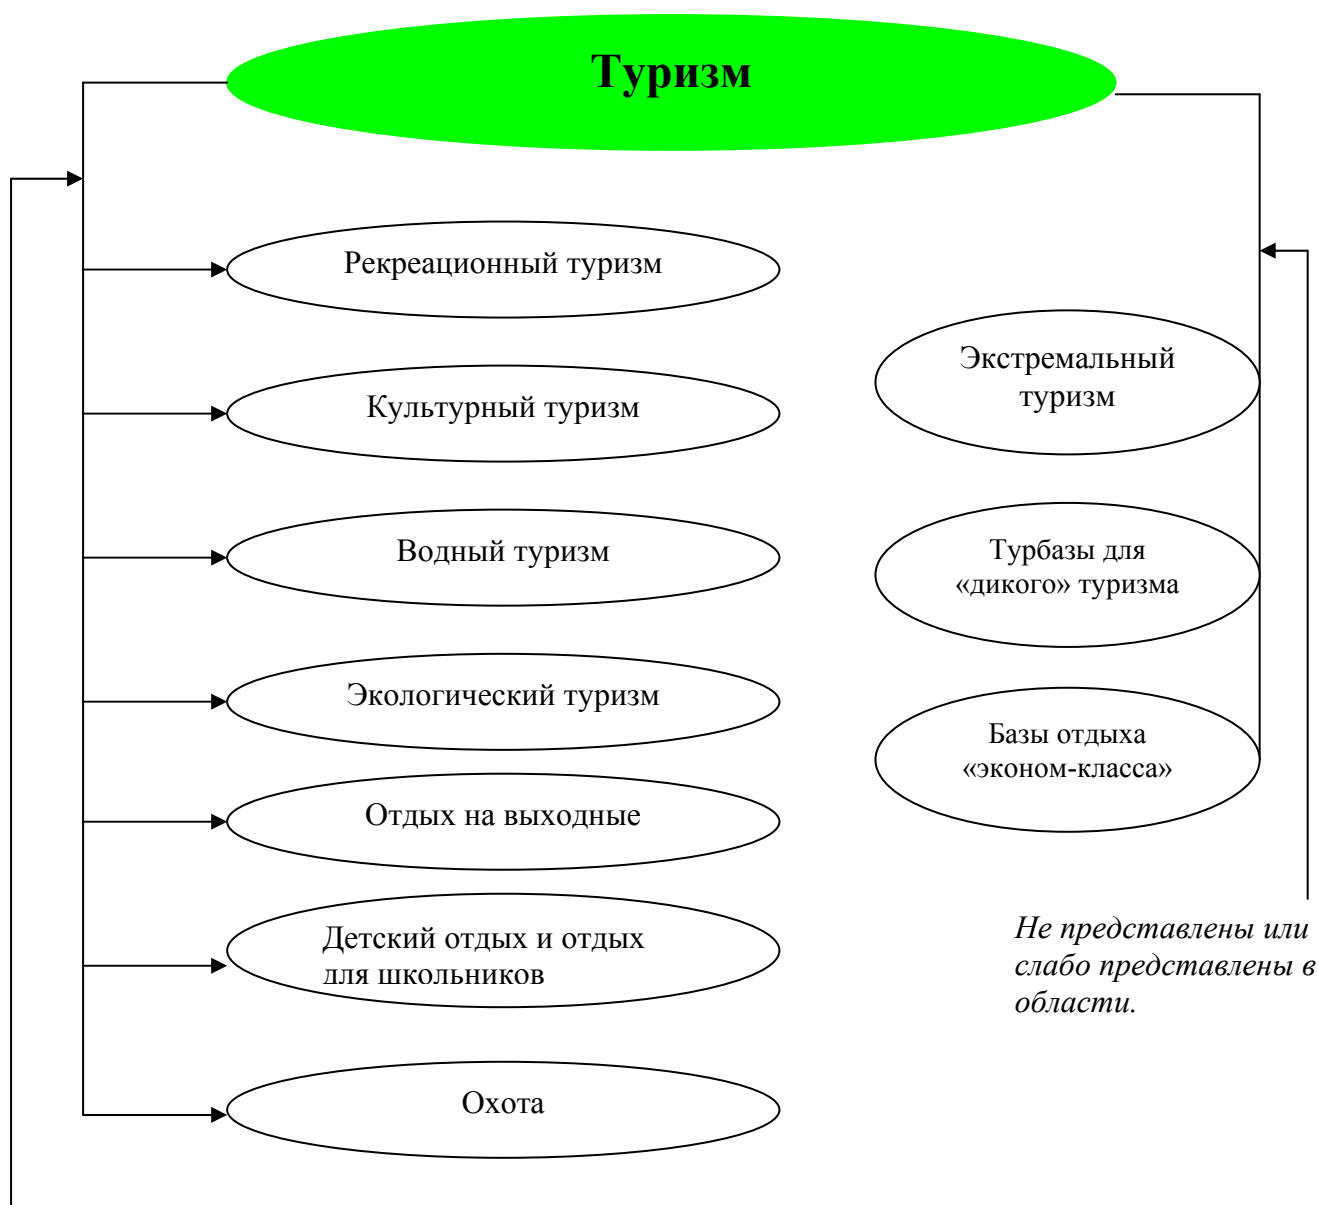 Туризм
Рекреационный туризм
Культурный туризм
Водный туризм
Экологический туризм
Отдых на выходные
Детский отдых и отдых
для школьников
Охота
Экстремальный
туризм
Турбазы для
«дикого» туризма
Базы отдыха
«эконом-класса»
Не представлены или
слабо представлены в
области.